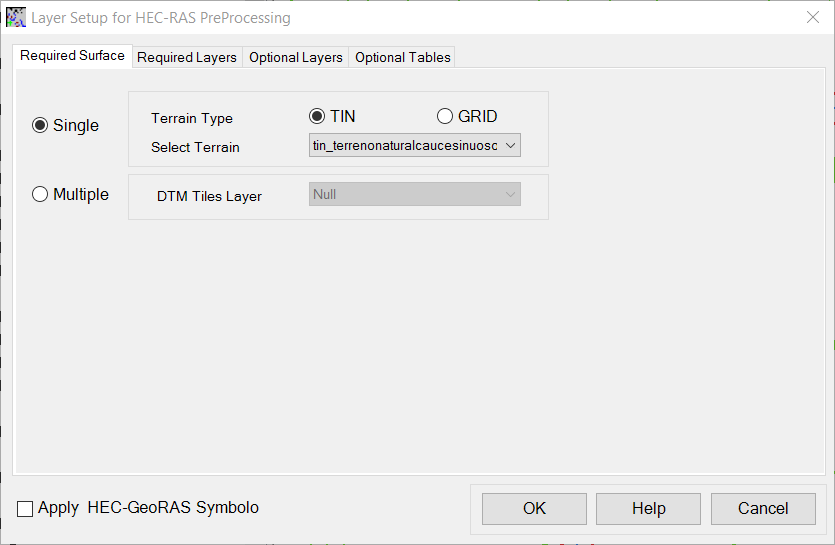 Layer Setup for HEC-RAS PreProcessing
Required Surface Required Layers Optional Layers Optional Tables
Single
Terrain Type TIN GRID
Select Terrain tin_terrenonaturalcaucesinuoso
Multiple DTM Tiles Layer Null
Apply HEC-GeoRAS Symbolo
OK Help Cancel